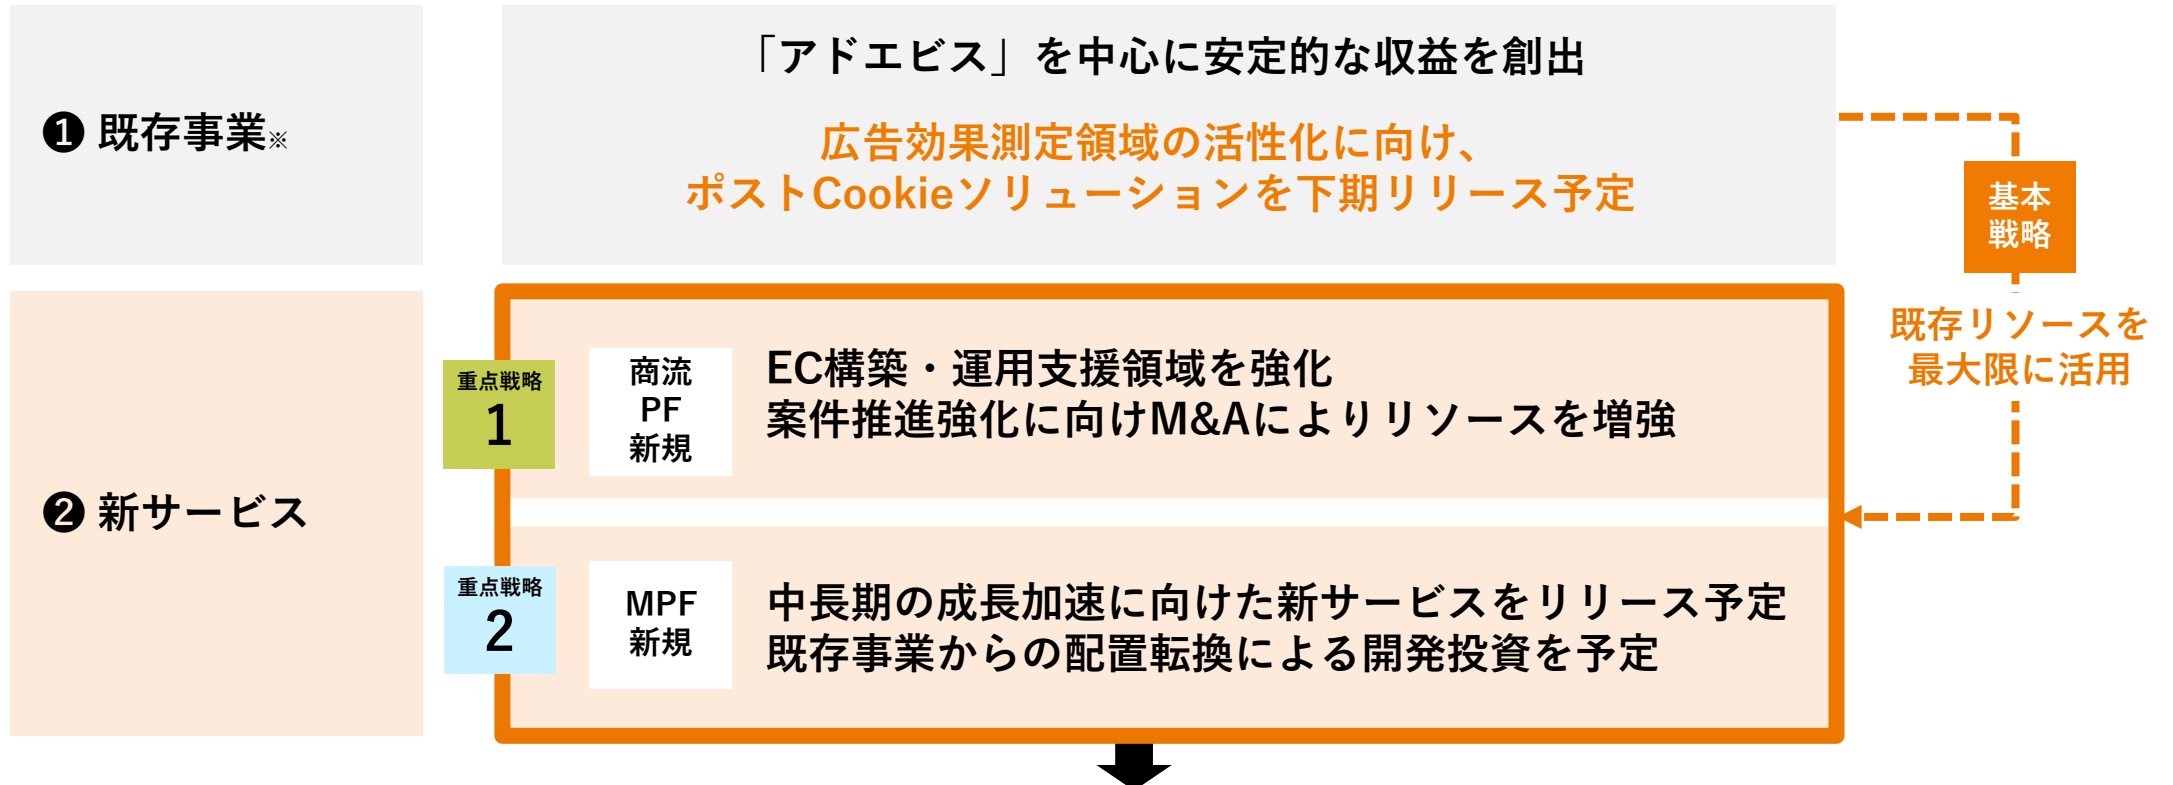 ❶ 既存事業※
「アドエビス」を中心に安定的な収益を創出
広告効果測定領域の活性化に向け、
ポストCookieソリューションを下期リリース予定
基本
戦略
既存リソースを
最大限に活用
❷ 新サービス
重点戦略
1
商流
PF
新規
EC構築・運用支援領域を強化
案件推進強化に向けM&Aによりリソースを増強
重点戦略
2
MPF
新規
中長期の成長加速に向けた新サービスをリリース予定
既存事業からの配置転換による開発投資を予定